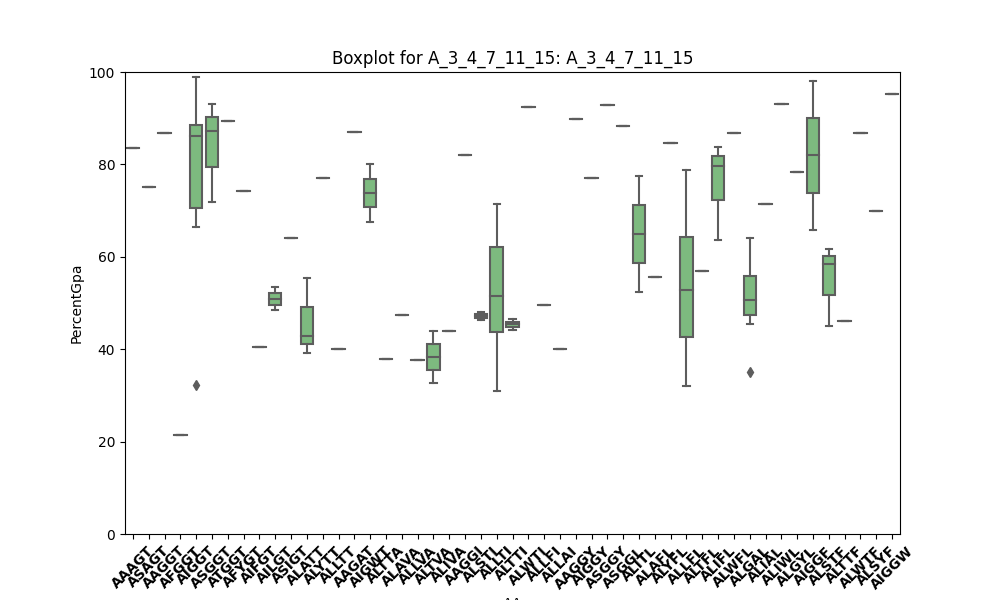 Boxplot for A_3_4_7_11_15: A_3_4_7_11_15
PercentGpa
100
80
60
40
20
0
AAAGT
ASAGT
AAGGT
AFGGT
AIGGT
ASGGT
ATGGT
AFYGT
AIFGT
AILGT
ASIGT
ALATT
ALYTT
ALLTT
AAGAT
AIGWT
ALTTA
ALAVA
ALLVA
ALTVA
AAGGI
ALSTI
ALLTI
ALTTI
ALWTI
ALLFI
ALLAI
AAGGY
AIGGY
ASGGY
ASGGL
ALITL
ALAFL
ALYFL
ALLFL
ALTFL
ALIFL
ALWFL
ALGAL
ALIAL
ALIWL
ALGYL
AIGGF
ALSTF
ALTTF
ALWTF
ALSYF
AIGGW